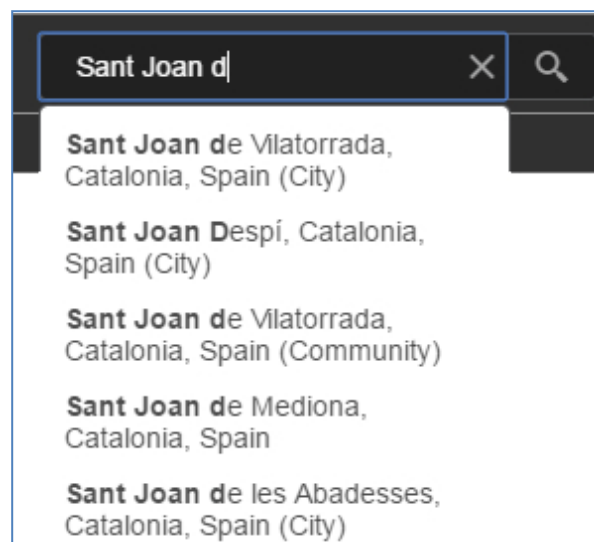 Sant Joan d
Sant Joan de Vilatorrada,
Catalonia, Spain (City)
Sant Joan Despí, Catalonia,
Spain (City)
Sant Joan de Vilatorrada,
Catalonia, Spain (Community)
Sant Joan de Mediona,
Catalonia, Spain
Sant Joan de les Abadesses,
Catalonia, Spain (City)